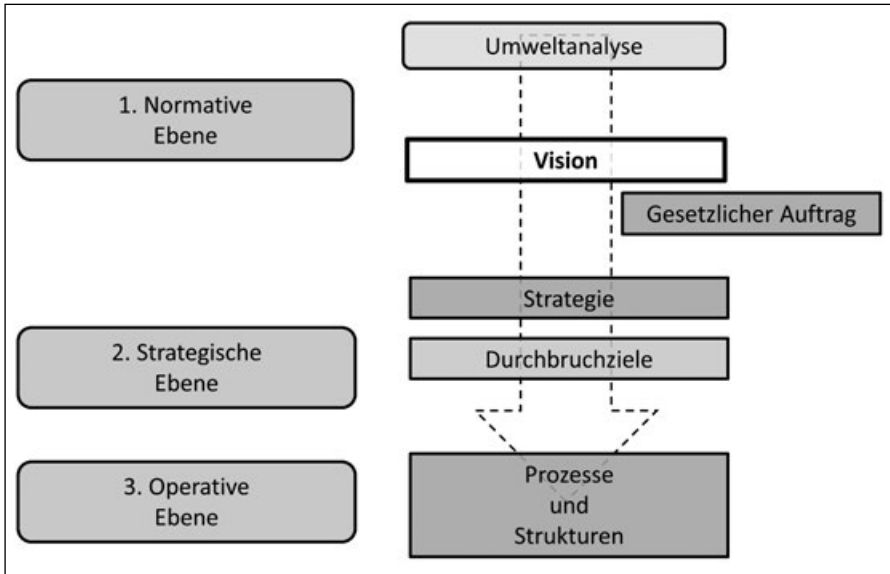 Umweltanalyse
1. Normative
Ebene
Vision
Gesetzlicher Auftrag
Strategie
2. Strategische
Ebene
Durchbruchziele
3. Operative
Ebene
Prozesse
und
Strukturen